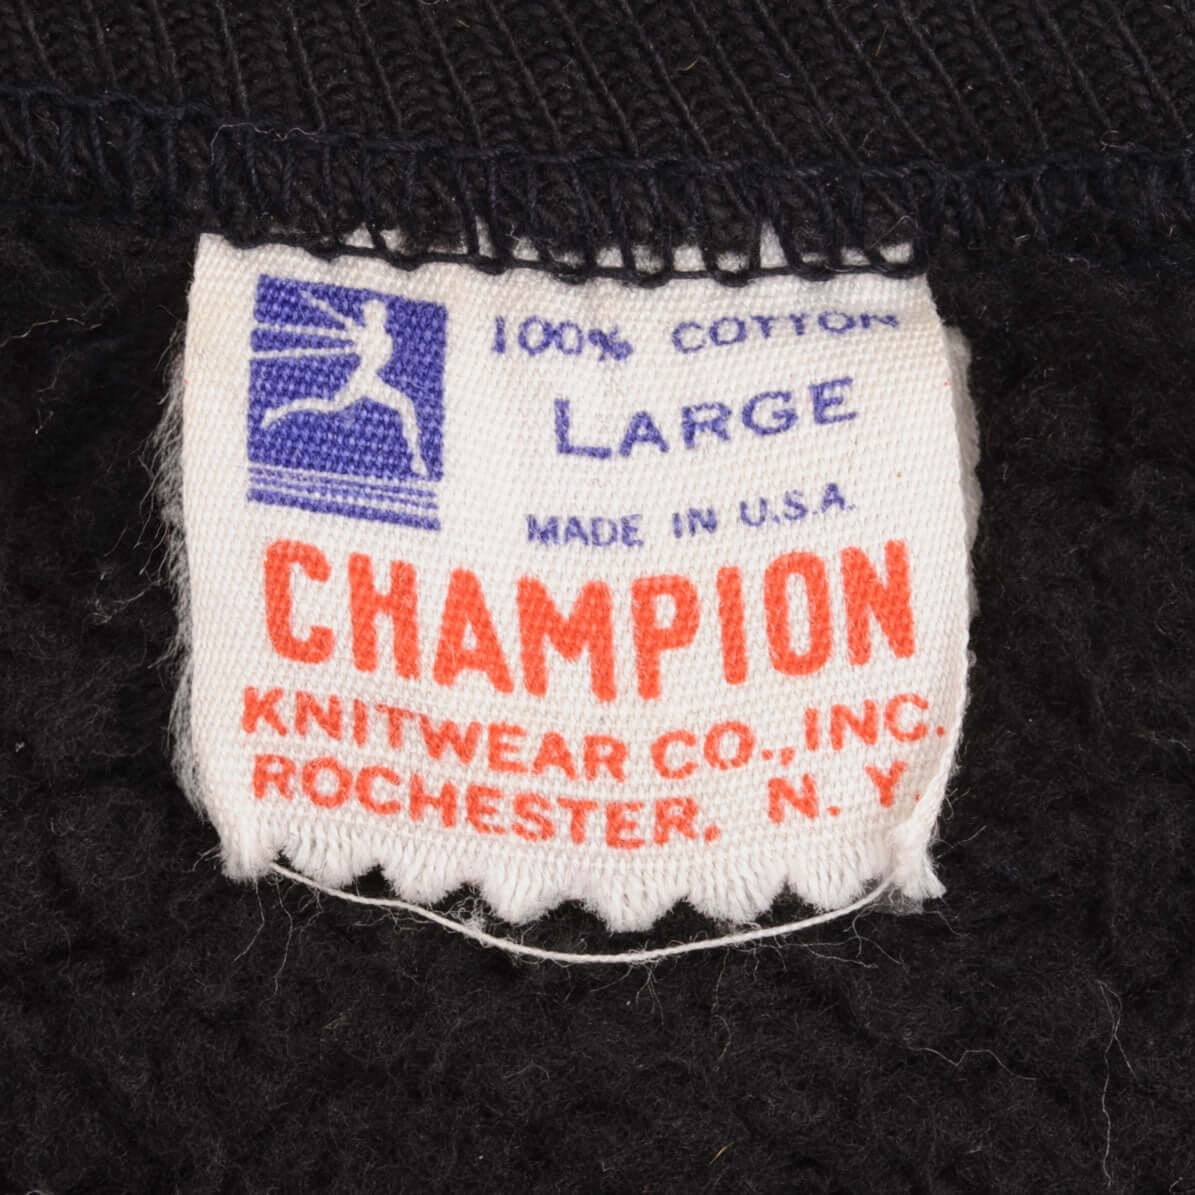 100% COTTON
LARGE
MADE IN U.S.A.
CHAMPION
KNITWEAR CO., INC.
ROCHESTER, N. Y.